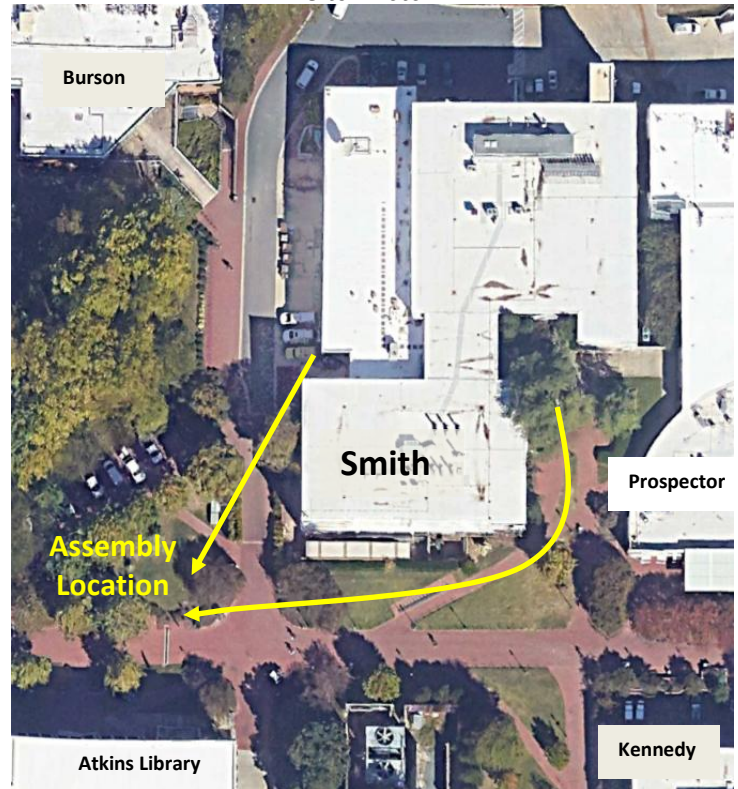 Burson
Smith
Prospector
Assembly
Location
Atkins Library
Kennedy